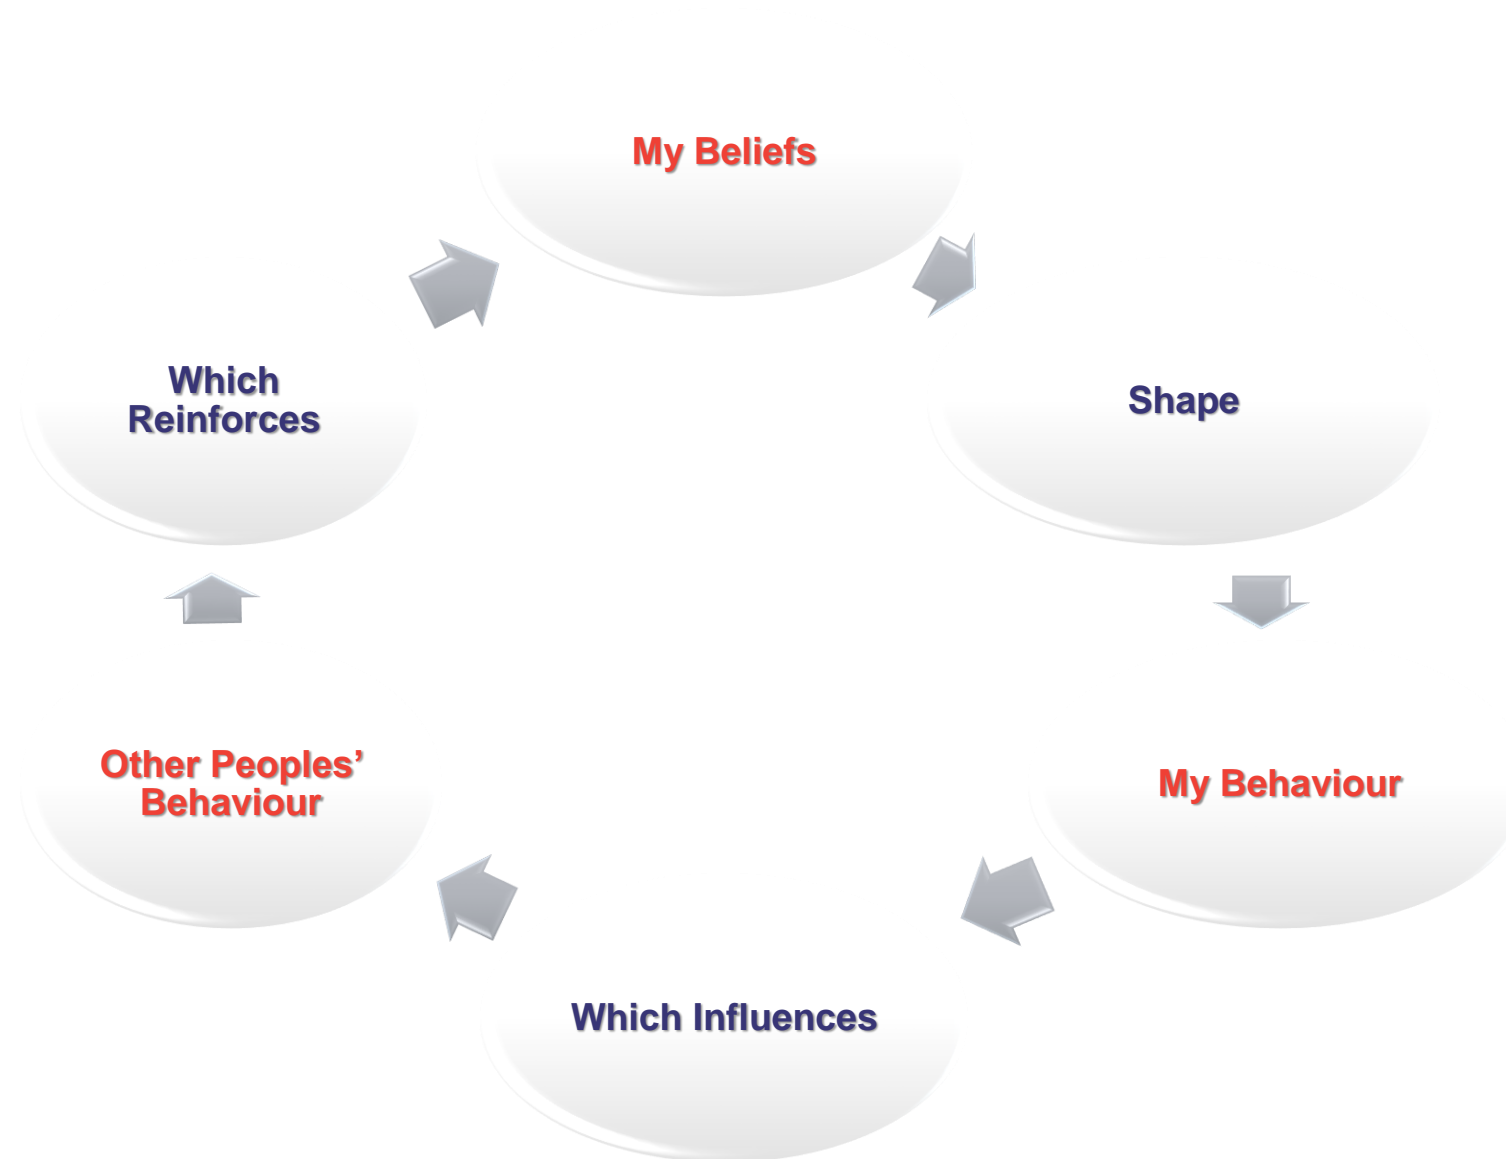 My Beliefs
Shape
My Behaviour
Which Influences
Other Peoples’
Behaviour
Which
Reinforces